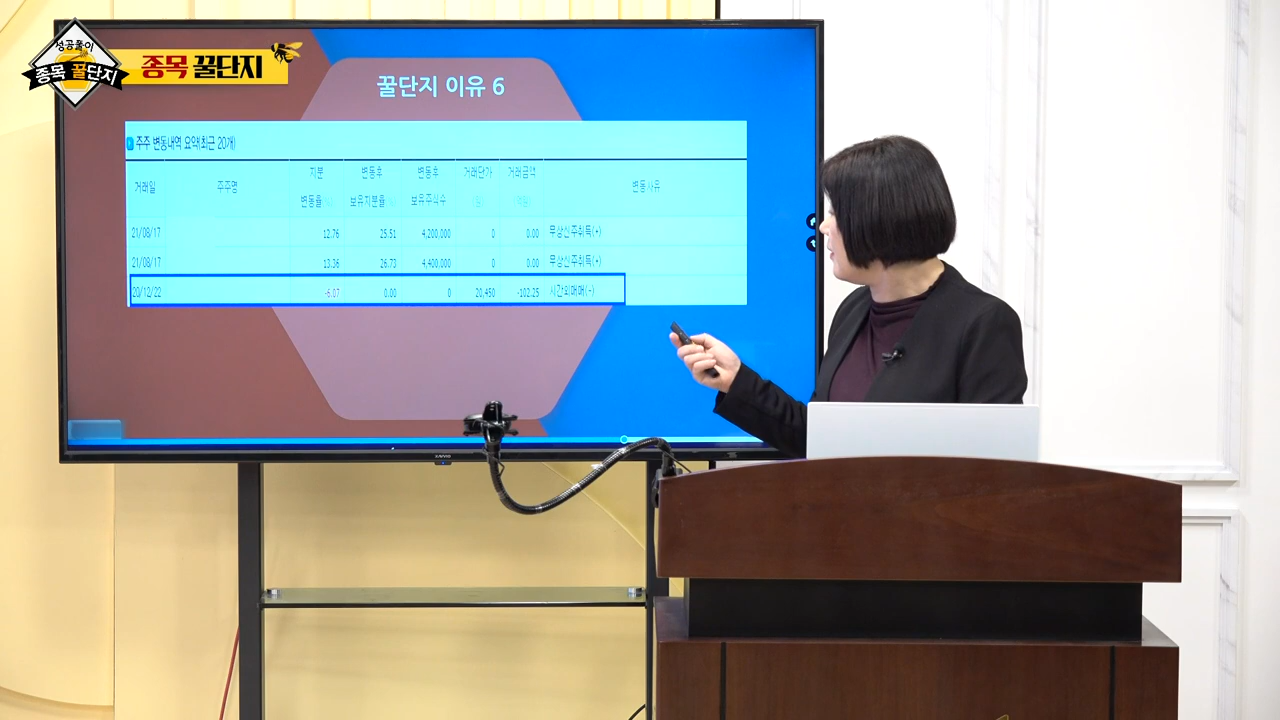 성공쭐이
종목 꿀단지
종목 꿀단지
꿀단지 이유 6
주주 변동내역 요약(최근 20개)
거래일 주주명 지분 변동율 변동후 보유지분율 변동후 보유주식수 거래단가 거래금액 변동사유
21/08/17 12.76 25.51 4,200,000 0 0.00 무상신주취득(+)
21/08/17 13.36 26.73 4,400,000 0 0.00 무상신주취득(+)
20/12/22 -6.07 0.00 0 20,450 -102.25 시간외매매(-)